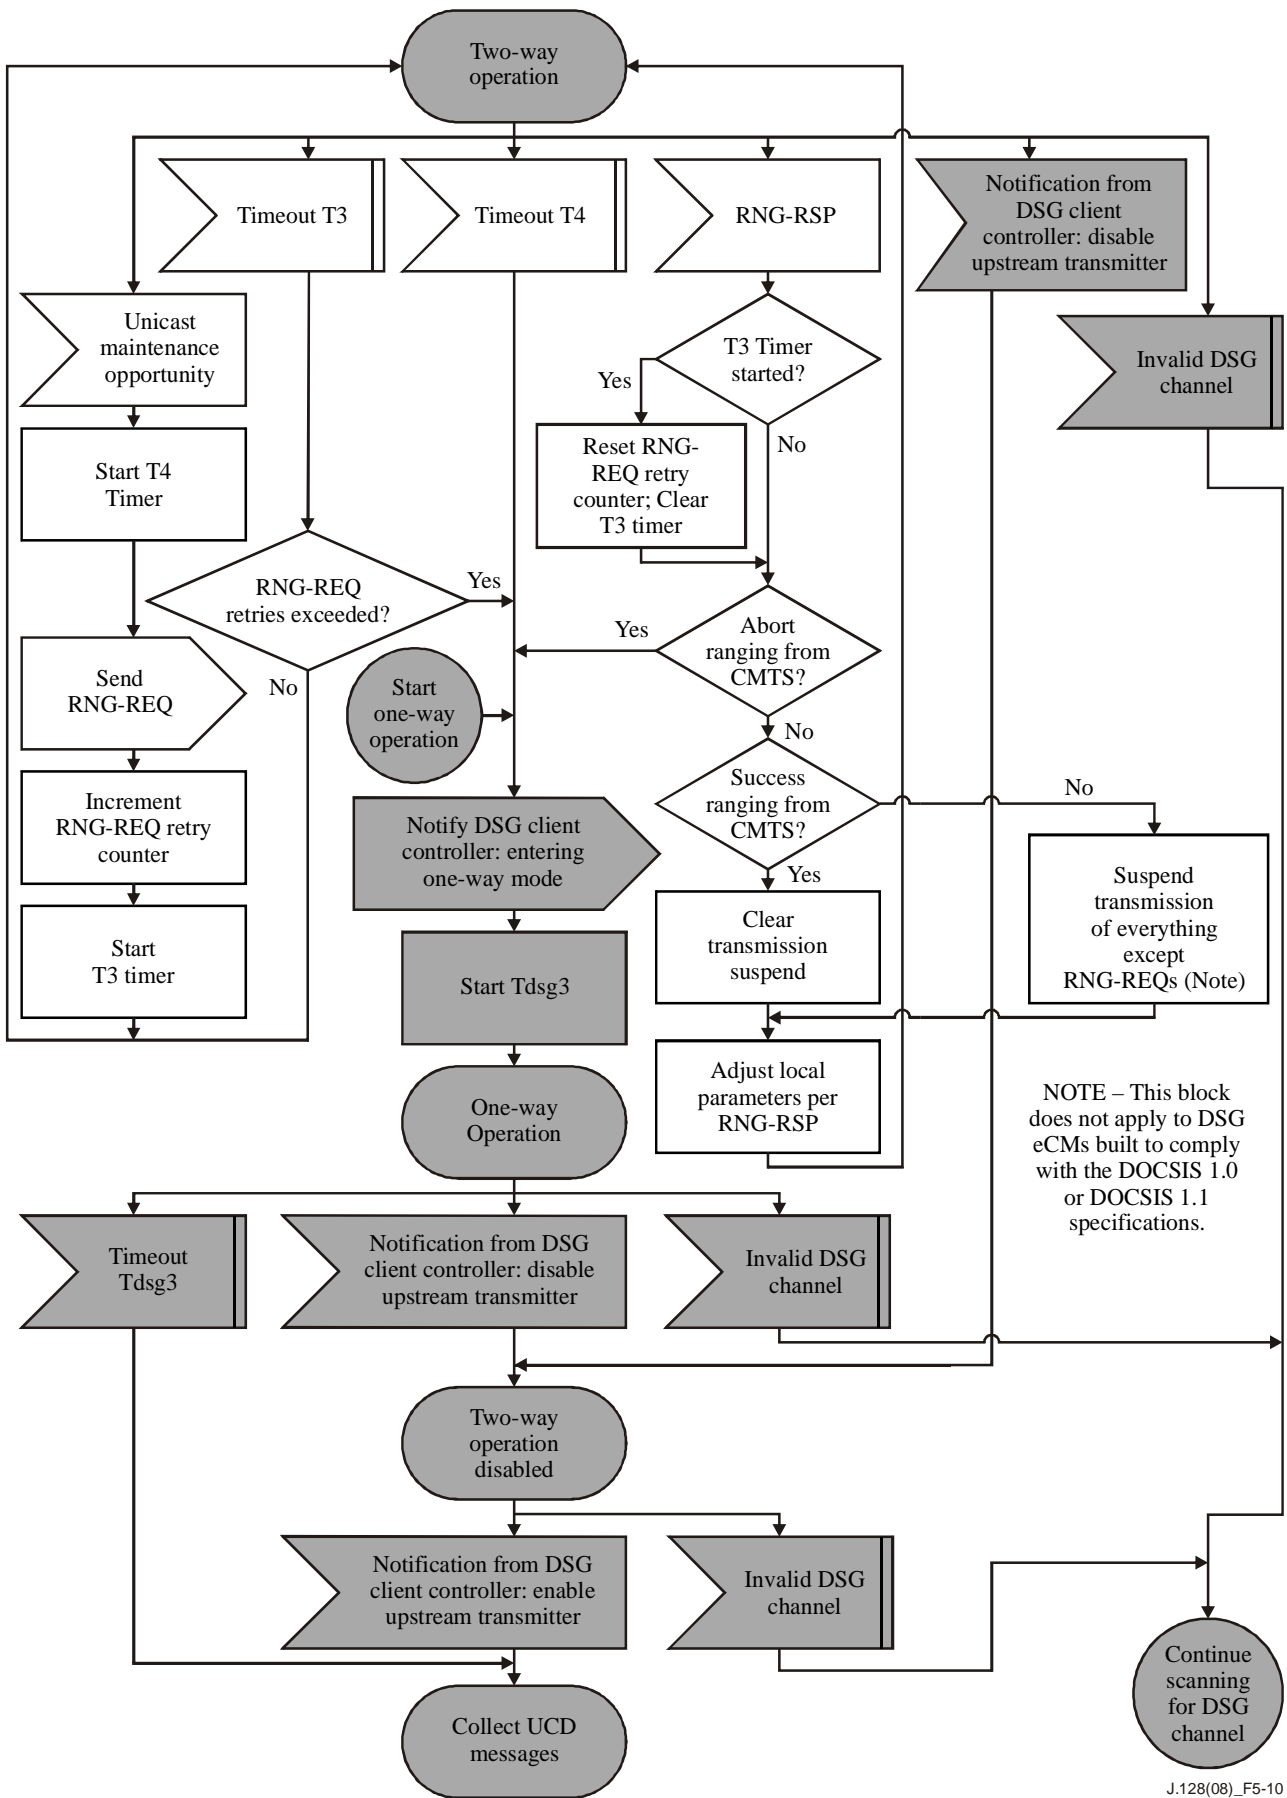 Two-way
operation
Timeout T3
Timeout T4
RNG-RSP
Notification from
DSG client
controller: disable
upstream transmitter
Unicast
maintenance
opportunity
T3 Timer
started?
Invalid DSG
channel
Yes
No
Start T4
Timer
Reset RNG-
REQ retry
counter; Clear
T3 timer
RNG-REQ
retries exceeded?
Yes
No
Yes
Abort
ranging from
CMTS?
No
Send
RNG-REQ
Start
one-way
operation
Success
ranging from
CMTS?
No
Yes
Increment
RNG-REQ retry
counter
Notify DSG client
controller: entering
one-way mode
Suspend
transmission
of everything
except
RNG-REQs (Note)
Clear
transmission
suspend
Start
T3 timer
Start Tdsg3
Adjust local
parameters per
RNG-RSP
One-way
Operation
NOTE – This block
does not apply to DSG
eCMs built to comply
with the DOCSIS 1.0
or DOCSIS 1.1
specifications.
Timeout
Tdsg3
Notification from DSG
client controller: disable
upstream transmitter
Invalid DSG
channel
Two-way
operation
disabled
Notification from DSG
client controller: enable
upstream transmitter
Invalid DSG
channel
Collect UCD
messages
Continue
scanning
for DSG
channel
J.128(08)_F5-10